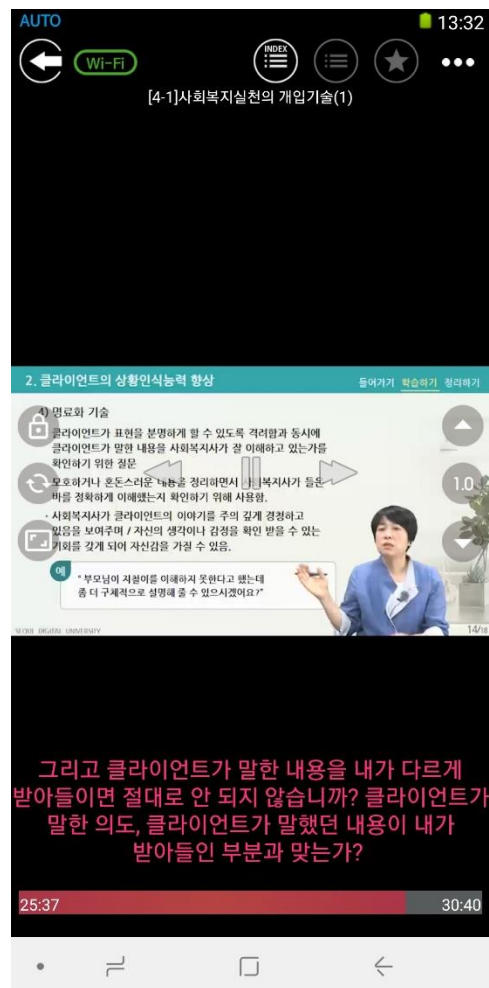 AUTO
13:32
Wi-Fi
INDEX
[4-1]사회복지실천의 개입기술(1)
2. 클라이언트의 상황인식능력 향상
들어가기 학습하기 정리하기
4) 명료화 기술
클라이언트가 표현을 분명하게 할 수 있도록 격려함과 동시에
클라이언트가 말한 내용을 사회복지사가 잘 이해하고 있는가를
확인하기 위한 질문
모호하거나 혼돈스러운 내용을 정리하면서 사회복지사가 들은
바를 정확하게 이해했는지 확인하기 위해 사용함.
1.0
· 사회복지사가 클라이언트의 이야기를 주의 깊게 경청하고
있음을 보여주며 / 자신의 생각이나 감정을 확인 받을 수 있는
기회를 갖게 되어 자신감을 가질 수 있음.
예
" 부모님이 자찰이를 이해하지 못한다고 했는데
좀 더 구체적으로 설명해 줄 수 있으시겠어요?"
SEOUL DIGITAL UNIVERSITY
14/18
그리고 클라이언트가 말한 내용을 내가 다르게
받아들이면 절대로 안 되지 않습니까? 클라이언트가
말한 의도, 클라이언트가 말했던 내용이 내가
받아들인 부분과 맞는가?
25:37
30:40